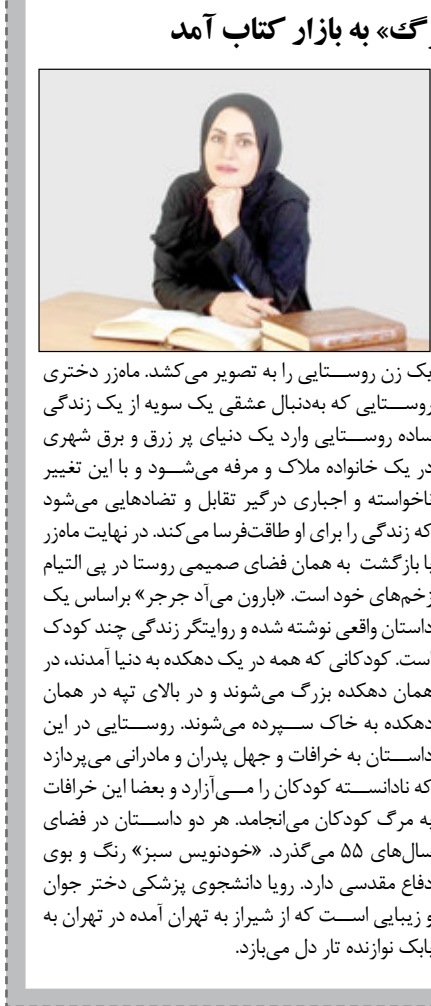 رگ» به بازار کتاب آمد
یک زن روستایی را به تصویر می‌کشد. ماه‌زر دختری
روستایی که به‌دنبال عشقی یک سویه از یک زندگی
ساده روستایی وارد یک دنیای پر زرق و برق شهری
در یک خانواده ملاک و مرفه می‌شود و با این تغییر
ناخواسته و اجباری درگیر تقابل و تضادهایی می‌شود
که زندگی را برای او طاقت‌فرسا می‌کند. در نهایت ماه‌زر
با بازگشت به همان فضای صمیمی روستا در پی التیام
زخم‌های خود است. «بارون می‌آد جرجر» براساس یک
داستان واقعی نوشته شده و روایتگر زندگی چند کودک
است. کودکانی که همه در یک دهکده به دنیا آمدند، در
همان دهکده بزرگ می‌شوند و در بالای تپه در همان
دهکده به خاک سپرده می‌شوند. روستایی در این
داستان به خرافات و جهل پدران و مادرانی می‌پردازد
که نادانسته کودکان را می‌آزارد و بعضا این خرافات
به مرگ کودکان می‌انجامد. هر دو داستان در فضای
سال‌های ۵۵ می‌گذرد. «خودنویس سبز» رنگ و بوی
دفاع مقدسی دارد. رویا دانشجوی پزشکی دختر جوان
و زیبایی است که از شیراز به تهران آمده در تهران به
بابک نوازنده تار دل می‌بازد.